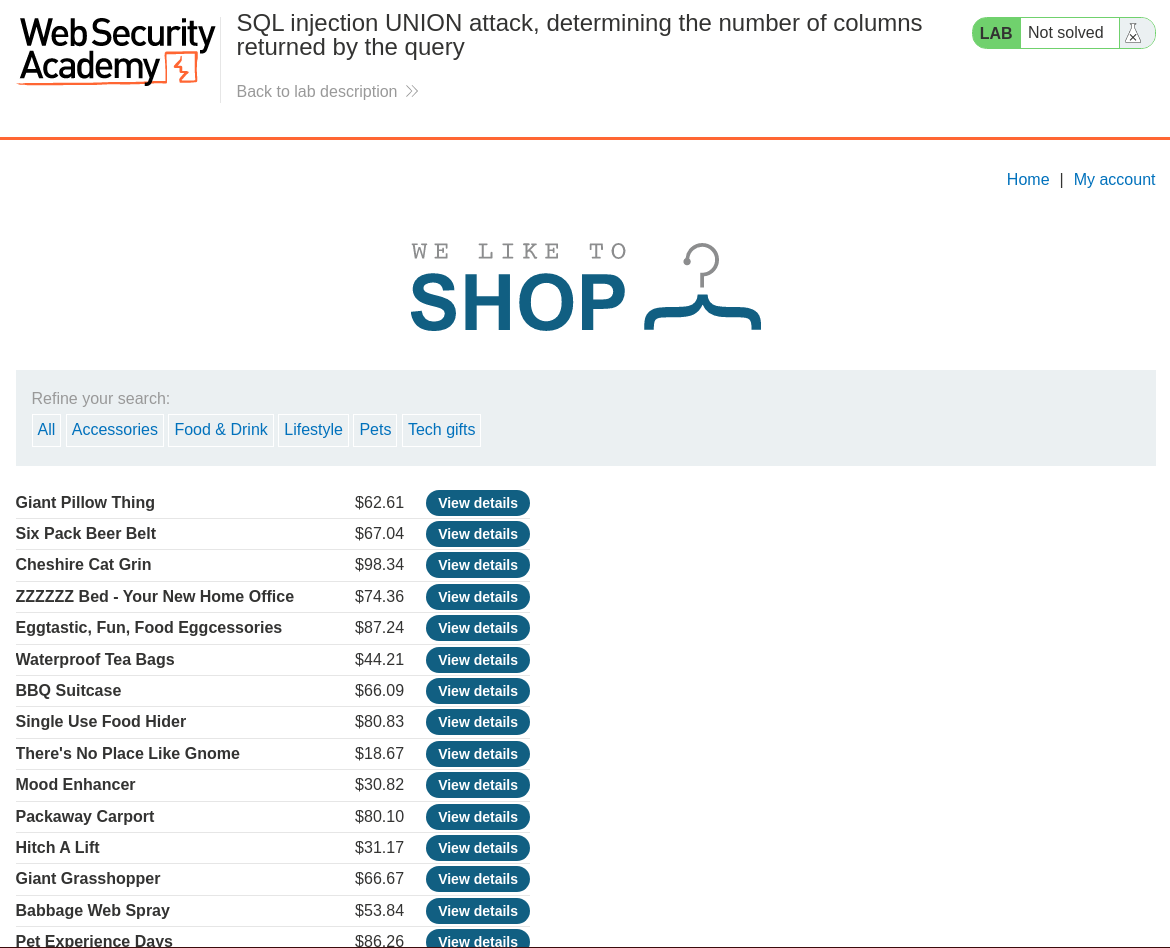 Web Security
Academy
SQL injection UNION attack, determining the number of columns
returned by the query
Back to lab description
LAB Not solved
Home | My account
WE LIKE TO
SHOP
Refine your search:
All Accessories Food & Drink Lifestyle Pets Tech gifts
Giant Pillow Thing $62.61 View details
Six Pack Beer Belt $67.04 View details
Cheshire Cat Grin $98.34 View details
ZZZZZZ Bed - Your New Home Office $74.36 View details
Eggtastic, Fun, Food Eggcessories $87.24 View details
Waterproof Tea Bags $44.21 View details
BBQ Suitcase $66.09 View details
Single Use Food Hider $80.83 View details
There's No Place Like Gnome $18.67 View details
Mood Enhancer $30.82 View details
Packaway Carport $80.10 View details
Hitch A Lift $31.17 View details
Giant Grasshopper $66.67 View details
Babbage Web Spray $53.84 View details
Pet Experience Days $86.26 View details